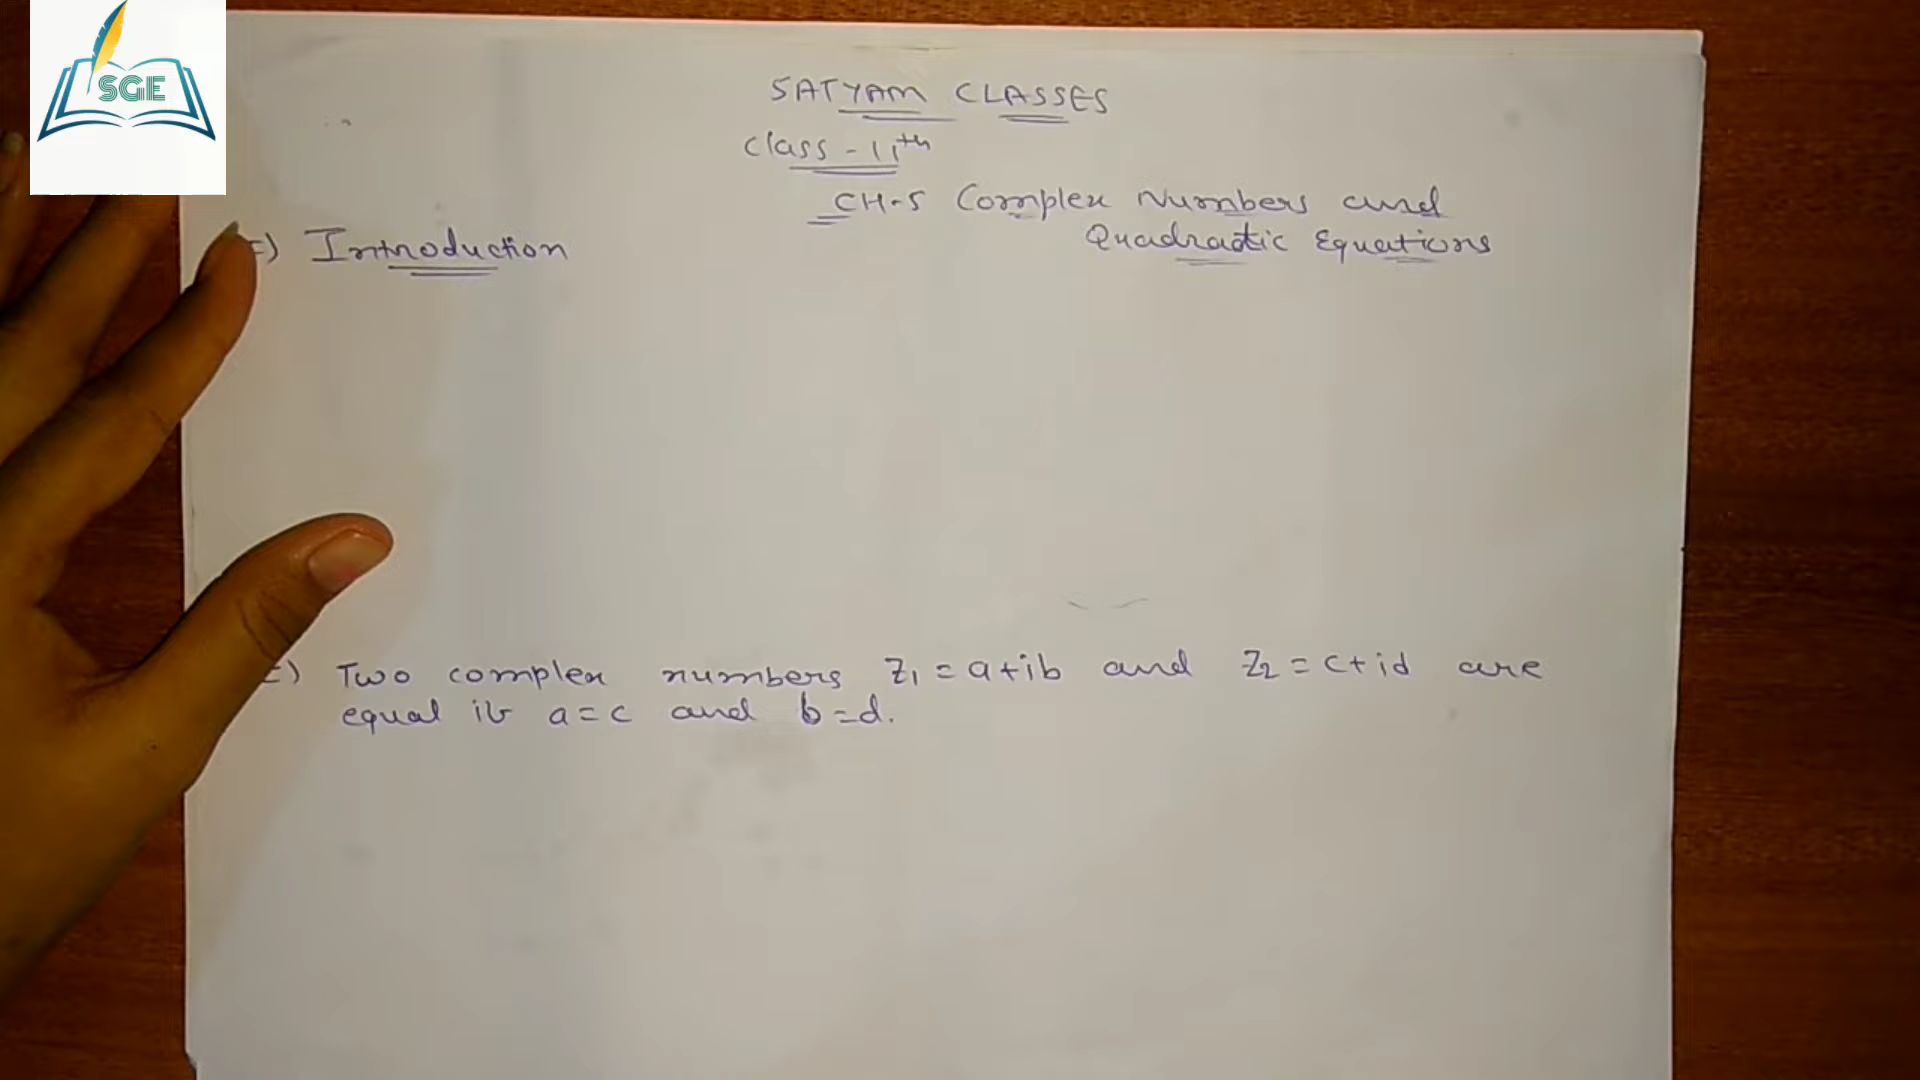 SGE
SATYAM CLASSES
Class - 11th
CH-5 Complex Numbers and
Quadratic Equations
=) Introduction
=) Two complex numbers Z₁ = a+ib and Z₂ = c+id are
equal if a=c and b=d.